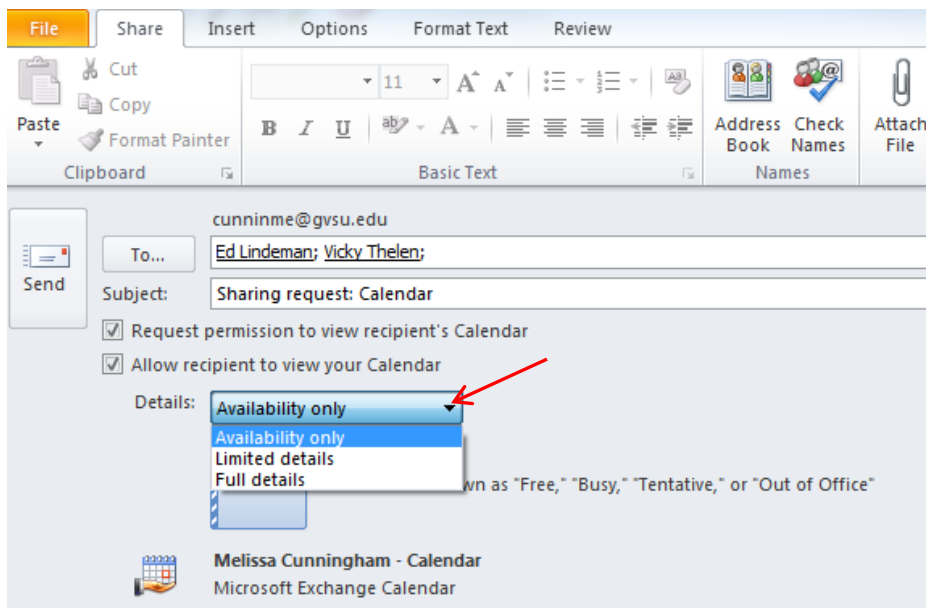 File Share Insert Options Format Text Review
Cut
Copy
Format Painter
Paste
Clipboard
11
A A
B I U ab A
Basic Text
Address Book
Check Names
Names
Attach File
cunninme@gvsu.edu
Send
To... Ed Lindeman; Vicky Thelen;
Subject: Sharing request: Calendar
Request permission to view recipient's Calendar
Allow recipient to view your Calendar
Details: Availability only
Availability only
Limited details
Full details
wn as "Free," "Busy," "Tentative," or "Out of Office"
Melissa Cunningham - Calendar
Microsoft Exchange Calendar